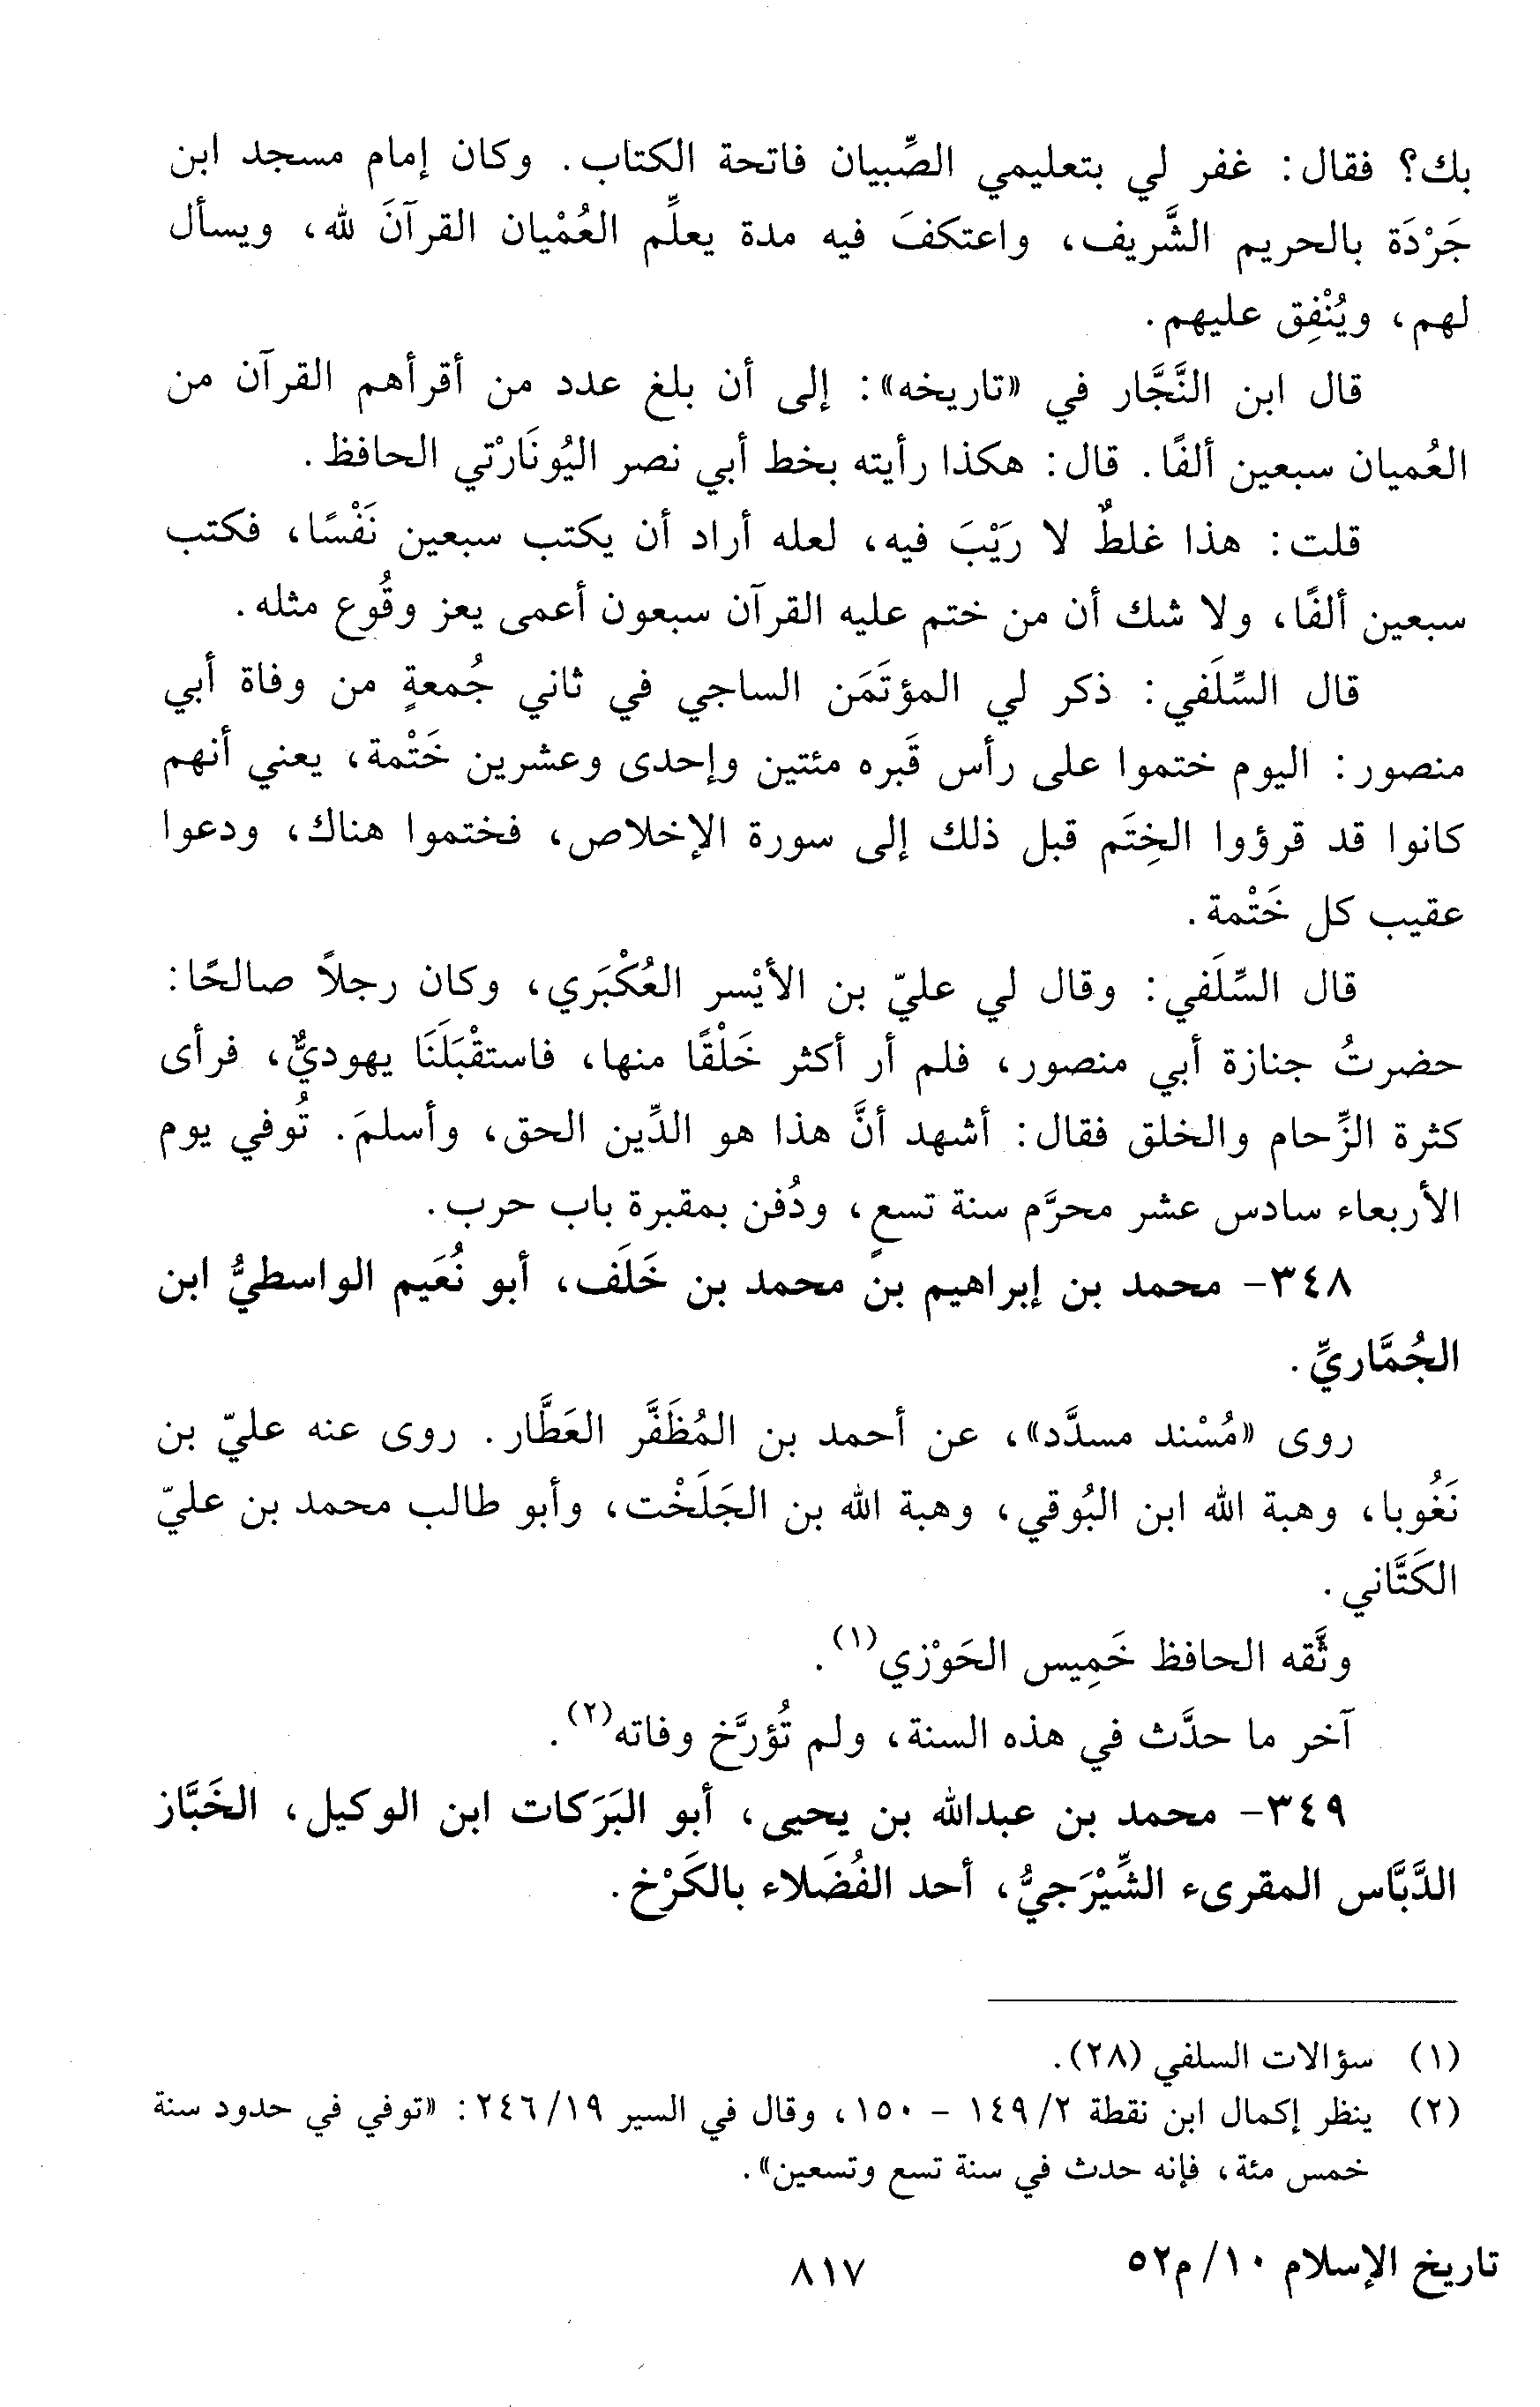 بك؟ فقال: غفر لي بتعليمي الصِّبيان فاتحة الكتاب. وكان إمام مسجد ابن
جَرْدَة بالحريم الشَّريف، واعتكفَ فيه مدة يعلِّم العُمْيان القرآنَ لله، ويسأل
لهم، ويُنْفِق عليهم.
قال ابن النَّجَّار في «تاريخه»: إلى أن بلغ عدد من أقرأهم القرآن من
العُميان سبعين ألفًا. قال: هكذا رأيته بخط أبي نصر اليُونَارْتي الحافظ.
قلت: هذا غلطٌ لا رَيْبَ فيه، لعله أراد أن يكتب سبعين نَفْسًا، فكتب
سبعين ألفًا، ولا شك أن من ختم عليه القرآن سبعون أعمى يعز وقُوع مثله.
قال السِّلَفي: ذكر لي المؤتَمَن الساجي في ثاني جُمعةٍ من وفاة أبي
منصور: اليوم ختموا على رأس قَبره مئتين وإحدى وعشرين خَتْمة، يعني أنهم
كانوا قد قرؤوا الخِتَم قبل ذلك إلى سورة الإخلاص، فختموا هناك، ودعوا
عقيب كل خَتْمة.
قال السِّلَفي: وقال لي عليّ بن الأيْسر العُكْبَري، وكان رجلاً صالحًا:
حضرتُ جنازة أبي منصور، فلم أر أكثر خَلْقًا منها، فاستقْبَلَنَا يهوديٌّ، فرأى
كثرة الزِّحام والخلق فقال: أشهد أنَّ هذا هو الدِّين الحق، وأسلمَ. تُوفي يوم
الأربعاء سادس عشر محرَّم سنة تسعٍ، ودُفن بمقبرة باب حرب.
٣٤٨- محمد بن إبراهيم بن محمد بن خَلَف، أبو نُعَيم الواسطيُّ ابن
الجُمَّاريِّ.
روى «مُسْند مسدَّد»، عن أحمد بن المُظَفَّر العَطَّار. روى عنه عليّ بن
نَغُوبا، وهبة الله ابن البُوقي، وهبة الله بن الجَلَخْت، وأبو طالب محمد بن عليّ
الكَتَّاني.
وثَّقه الحافظ خَمِيس الحَوْزي(١).
آخر ما حدَّث في هذه السنة، ولم تُؤرَّخ وفاته(٢).
٣٤٩- محمد بن عبدالله بن يحيى، أبو البَرَكات ابن الوكيل، الخَبَّاز
الدَّبَّاس المقرىء الشِّيْرَجيُّ، أحد الفُضَلاء بالكَرْخ.
(١) سؤالات السلفي (٢٨).
(٢) ينظر إكمال ابن نقطة ٢/ ١٤٩ - ١٥٠، وقال في السير ١٩/ ٢٤٦: «توفي في حدود سنة
خمس مئة، فإنه حدث في سنة تسع وتسعين».
تاريخ الإسلام ١٠/ م٥٢
٨١٧